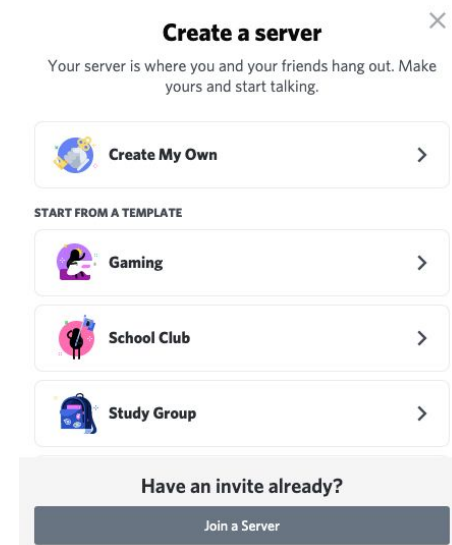 Create a server
Your server is where you and your friends hang out. Make
yours and start talking.
Create My Own
START FROM A TEMPLATE
Gaming
School Club
Study Group
Have an invite already?
Join a Server